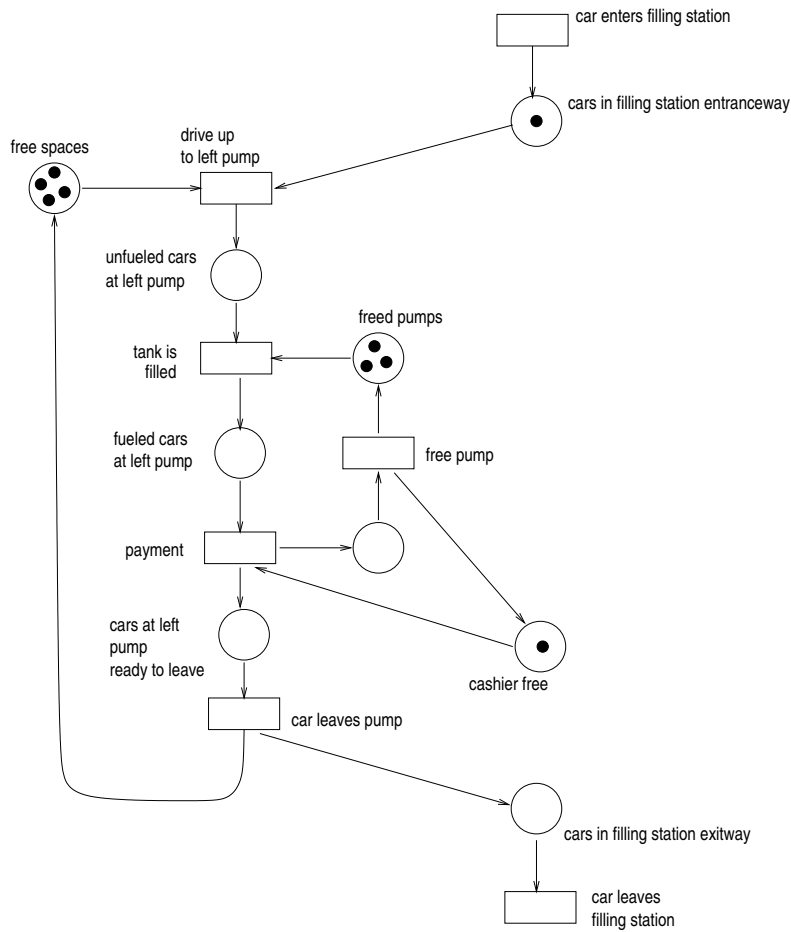 car enters filling station
cars in filling station entranceway
drive up
to left pump
free spaces
unfueled cars
at left pump
freed pumps
tank is
filled
fueled cars
at left pump
free pump
payment
cars at left
pump
ready to leave
cashier free
car leaves pump
cars in filling station exitway
car leaves
filling station